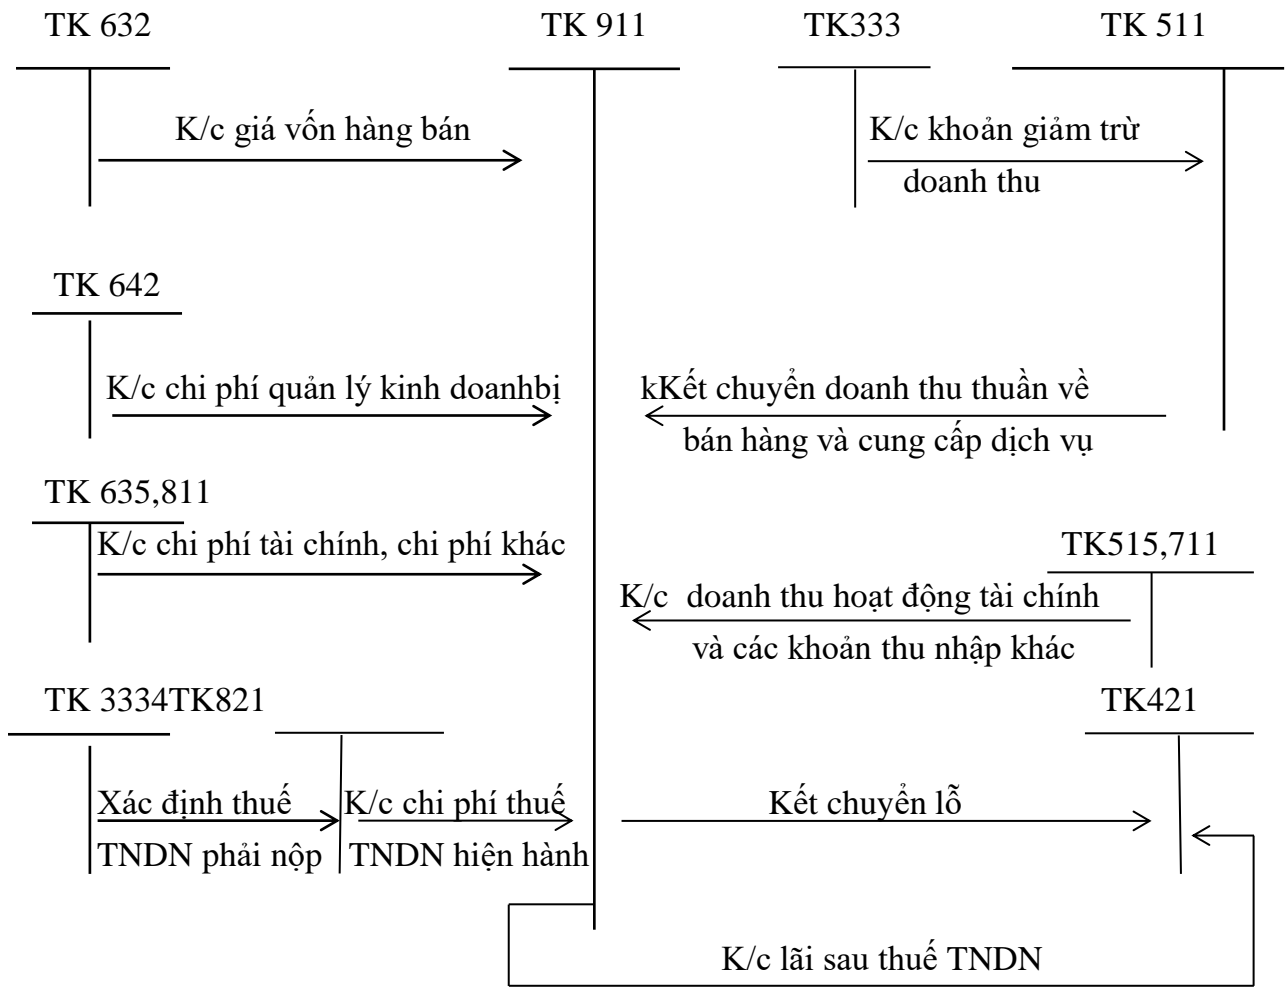 TK 632
TK 911
TK333
TK 511
K/c giá vốn hàng bán
K/c khoản giảm trừ
doanh thu
TK 642
K/c chi phí quản lý kinh doanhbị
kKết chuyển doanh thu thuần về
bán hàng và cung cấp dịch vụ
TK 635,811
K/c chi phí tài chính, chi phí khác
TK515,711
K/c doanh thu hoạt động tài chính
và các khoản thu nhập khác
TK 3334TK821
TK421
Xác định thuế
TNDN phải nộp
K/c chi phí thuế
TNDN hiện hành
Kết chuyển lỗ
K/c lãi sau thuế TNDN